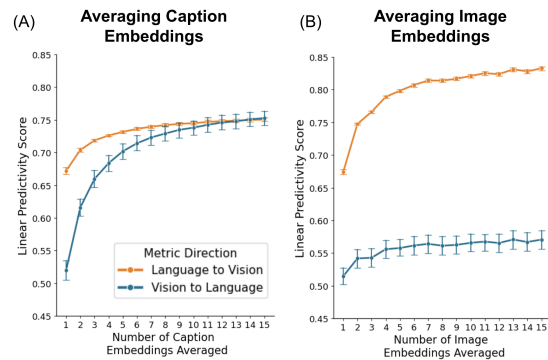 (A)
Averaging Caption
Embeddings
Linear Predictivity Score
0.85
0.80
0.75
0.70
0.65
0.60
0.55
0.50
0.45
Metric Direction
Language to Vision
Vision to Language
1 2 3 4 5 6 7 8 9 10 11 12 13 14 15
Number of Caption
Embeddings Averaged
(B)
Averaging Image
Embeddings
Linear Predictivity Score
0.85
0.80
0.75
0.70
0.65
0.60
0.55
0.50
0.45
1 2 3 4 5 6 7 8 9 10 11 12 13 14 15
Number of Image
Embeddings Averaged